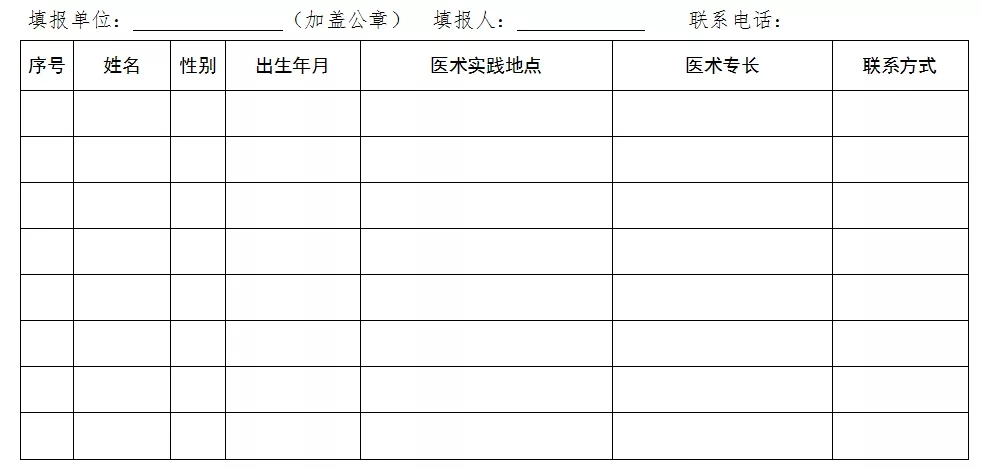 填报单位：（加盖公章） 填报人： 联系电话：
序号 姓名 性别 出生年月 医术实践地点 医术专长 联系方式